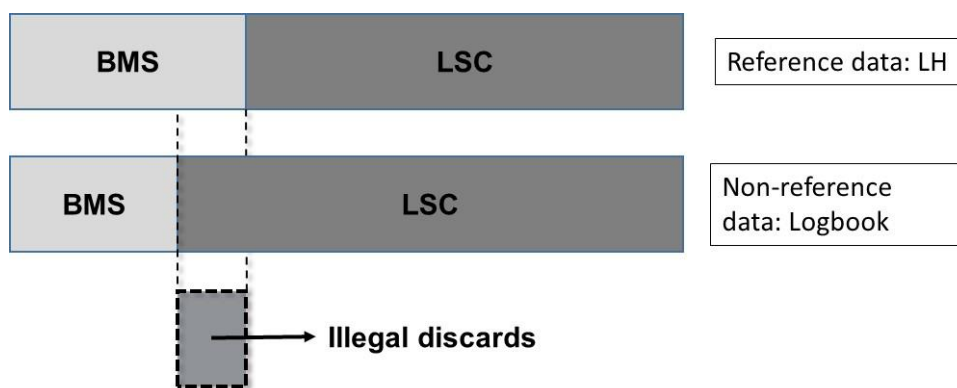 BMS
LSC
Reference data: LH
BMS
LSC
Non-reference
data: Logbook
Illegal discards